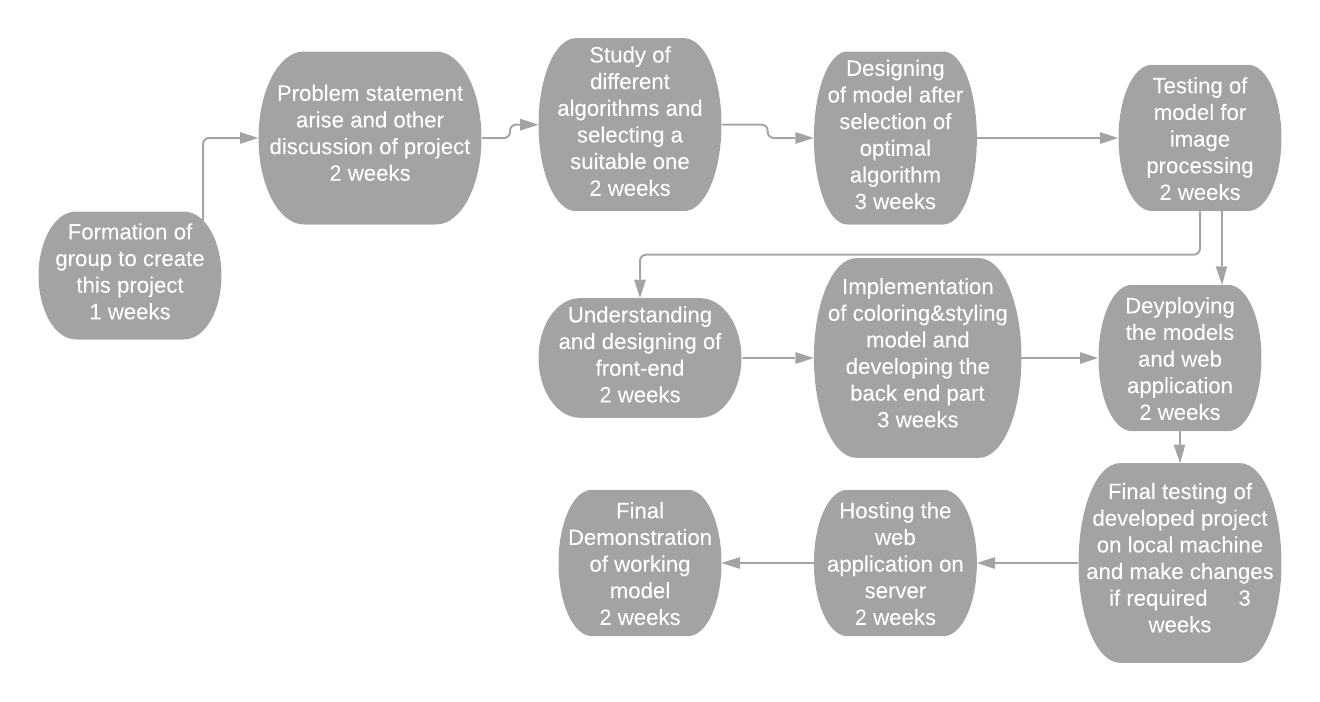 Formation of
group to create
this project
1 weeks
Problem statement
arise and other
discussion of project
2 weeks
Study of
different
algorithms and
selecting a
suitable one
2 weeks
Designing
of model after
selection of
optimal
algorithm
3 weeks
Testing of
model for
image
processing
2 weeks
Understanding
and designing of
front-end
2 weeks
Implementation
of coloring&styling
model and
developing the
back end part
3 weeks
Deyploying
the models
and web
application
2 weeks
Final testing of
developed project
on local machine
and make changes
if required 3
weeks
Hosting the
web
application on
server
2 weeks
Final
Demonstration
of working
model
2 weeks